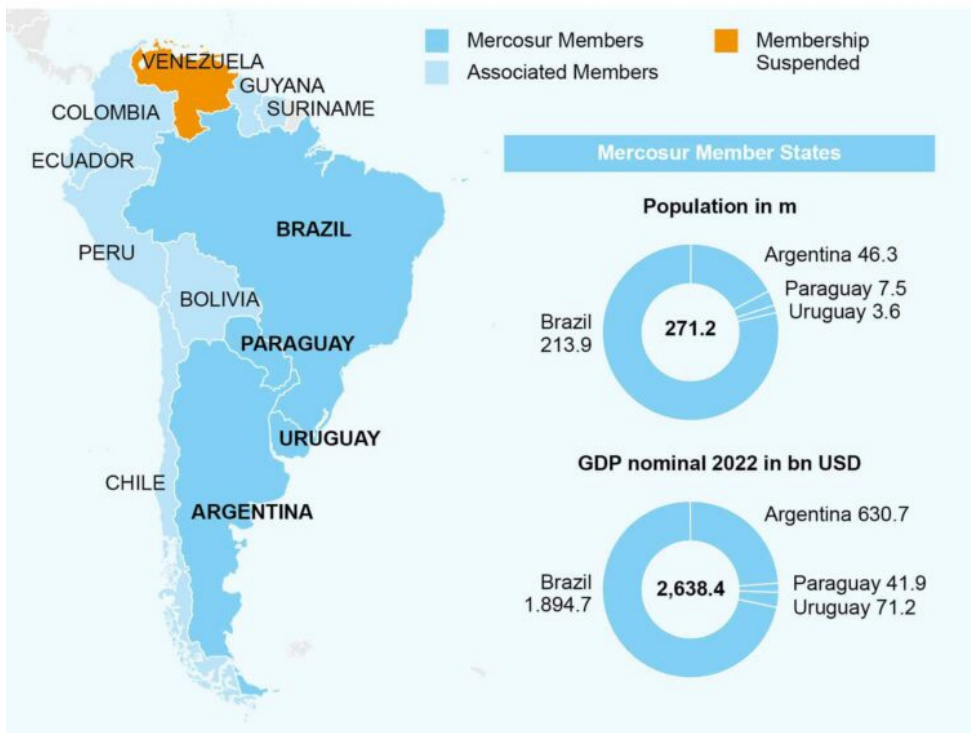 Mercosur Members
Associated Members
Membership
Suspended
VENEZUELA
GUYANA
SURINAME
COLOMBIA
ECUADOR
PERU
BRAZIL
BOLIVIA
PARAGUAY
URUGUAY
CHILE
ARGENTINA
Mercosur Member States
Population in m
Argentina 46.3
Paraguay 7.5
Uruguay 3.6
Brazil
213.9
271.2
GDP nominal 2022 in bn USD
Argentina 630.7
Paraguay 41.9
Uruguay 71.2
Brazil
1.894.7
2,638.4